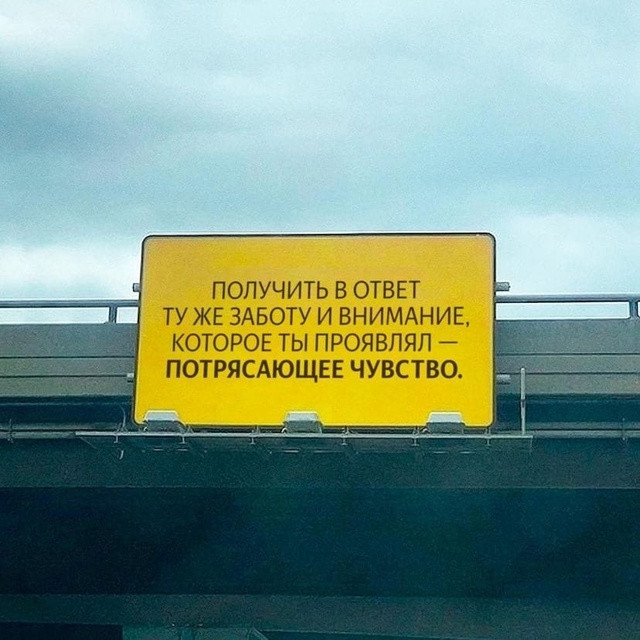 ПОЛУЧИТЬ В ОТВЕТ
ТУ ЖЕ ЗАБОТУ И ВНИМАНИЕ,
КОТОРОЕ ТЫ ПРОЯВЛЯЛ —
ПОТРЯСАЮЩЕЕ ЧУВСТВО.